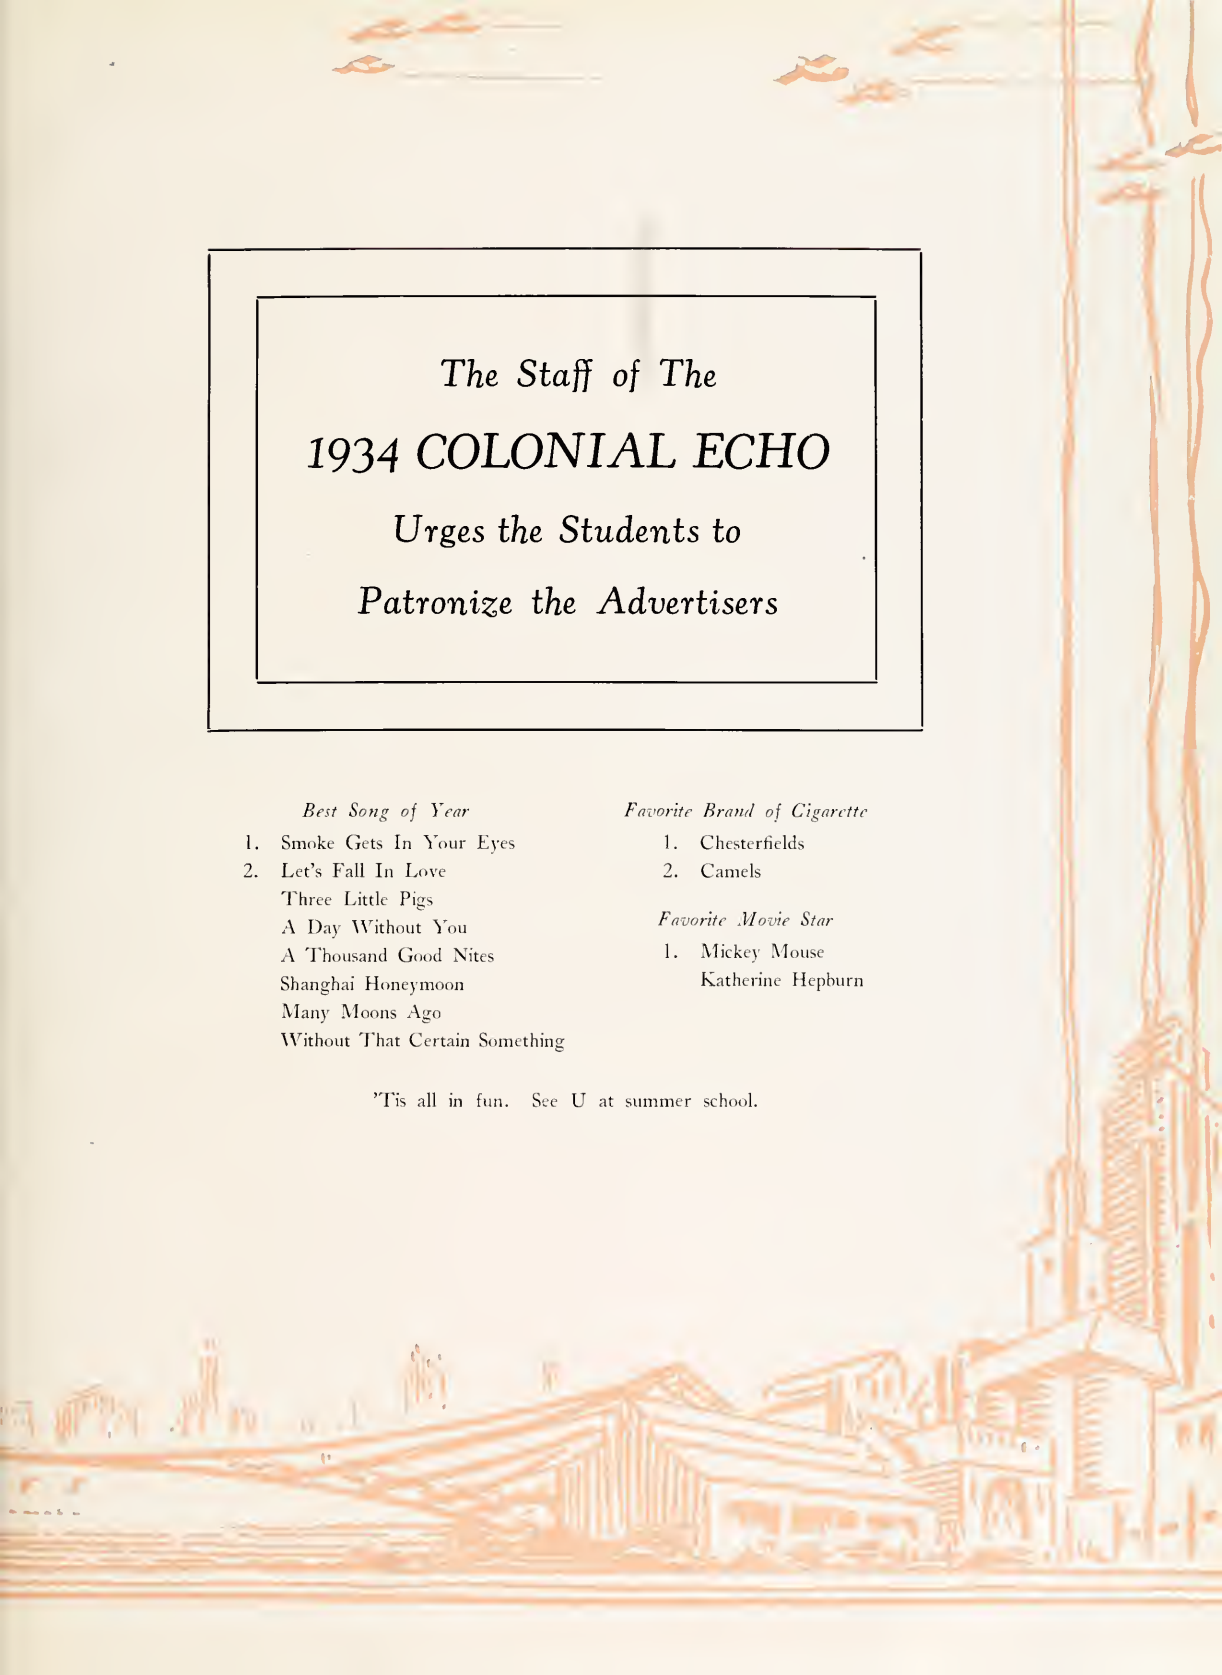 The Staff of The
1934 COLONIAL ECHO
Urges the Students to
Patronize the Advertisers
Best Song of Year
1. Smoke Gets In Your Eyes
2. Let's Fall In Love
Three Little Pigs
A Day Without You
A Thousand Good Nites
Shanghai Honeymoon
Many Moons Ago
Without That Certain Something
Favorite Brand of Cigarette
1. Chesterfields
2. Camels
Favorite Movie Star
1. Mickey Mouse
Katherine Hepburn
'Tis all in fun. See U at summer school.